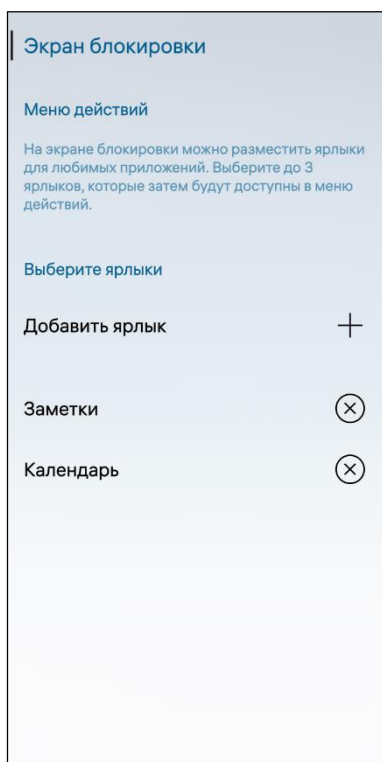 Экран блокировки
Меню действий
На экране блокировки можно разместить ярлыки
для любимых приложений. Выберите до 3
ярлыков, которые затем будут доступны в меню
действий.
Выберите ярлыки
Добавить ярлык
Заметки
Календарь